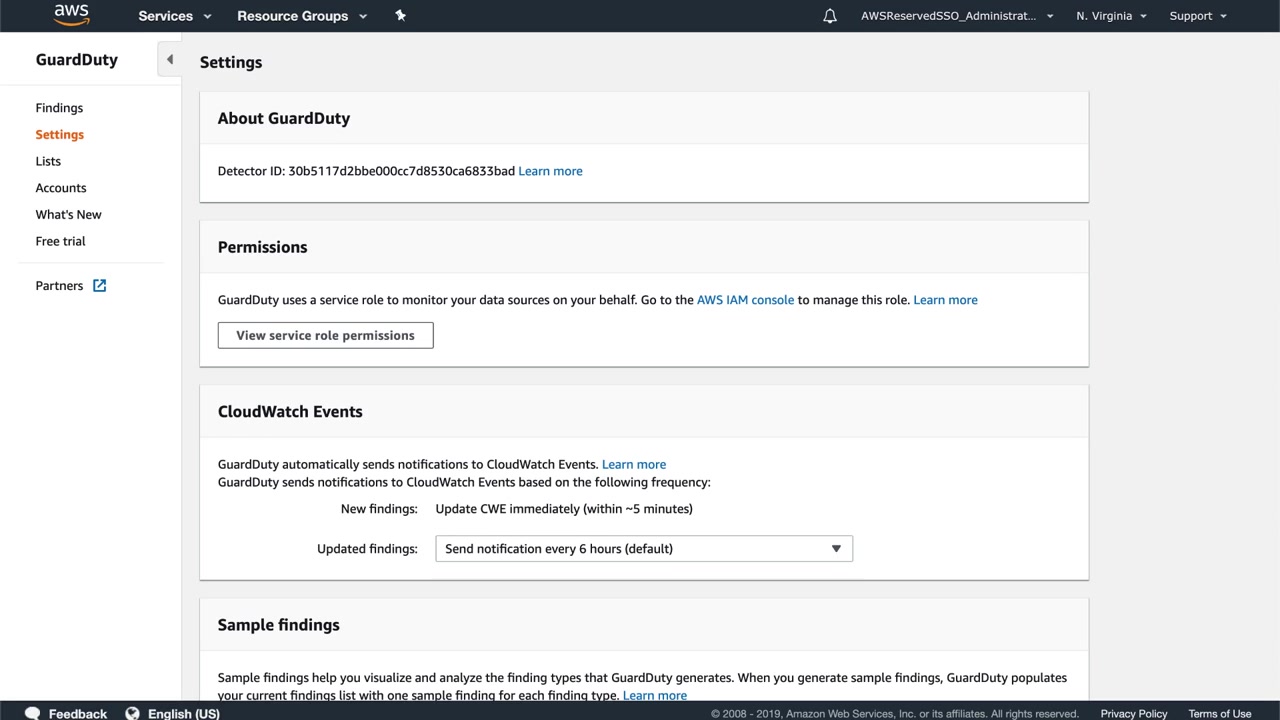 aws
Services
Resource Groups
AWSReservedSSO_Administrat...
N. Virginia
Support
GuardDuty
Findings
Settings
Lists
Accounts
What's New
Free trial
Partners
Settings
About GuardDuty
Detector ID: 30b5117d2bbe000cc7d8530ca6833bad Learn more
Permissions
GuardDuty uses a service role to monitor your data sources on your behalf. Go to the AWS IAM console to manage this role. Learn more
View service role permissions
CloudWatch Events
GuardDuty automatically sends notifications to CloudWatch Events. Learn more
GuardDuty sends notifications to CloudWatch Events based on the following frequency:
New findings: Update CWE immediately (within ~5 minutes)
Updated findings: Send notification every 6 hours (default)
Sample findings
Sample findings help you visualize and analyze the finding types that GuardDuty generates. When you generate sample findings, GuardDuty populates
your current findings list with one sample finding for each finding type. Learn more
Feedback
English (US)
© 2008 - 2019, Amazon Web Services, Inc. or its affiliates. All rights reserved.
Privacy Policy
Terms of Use